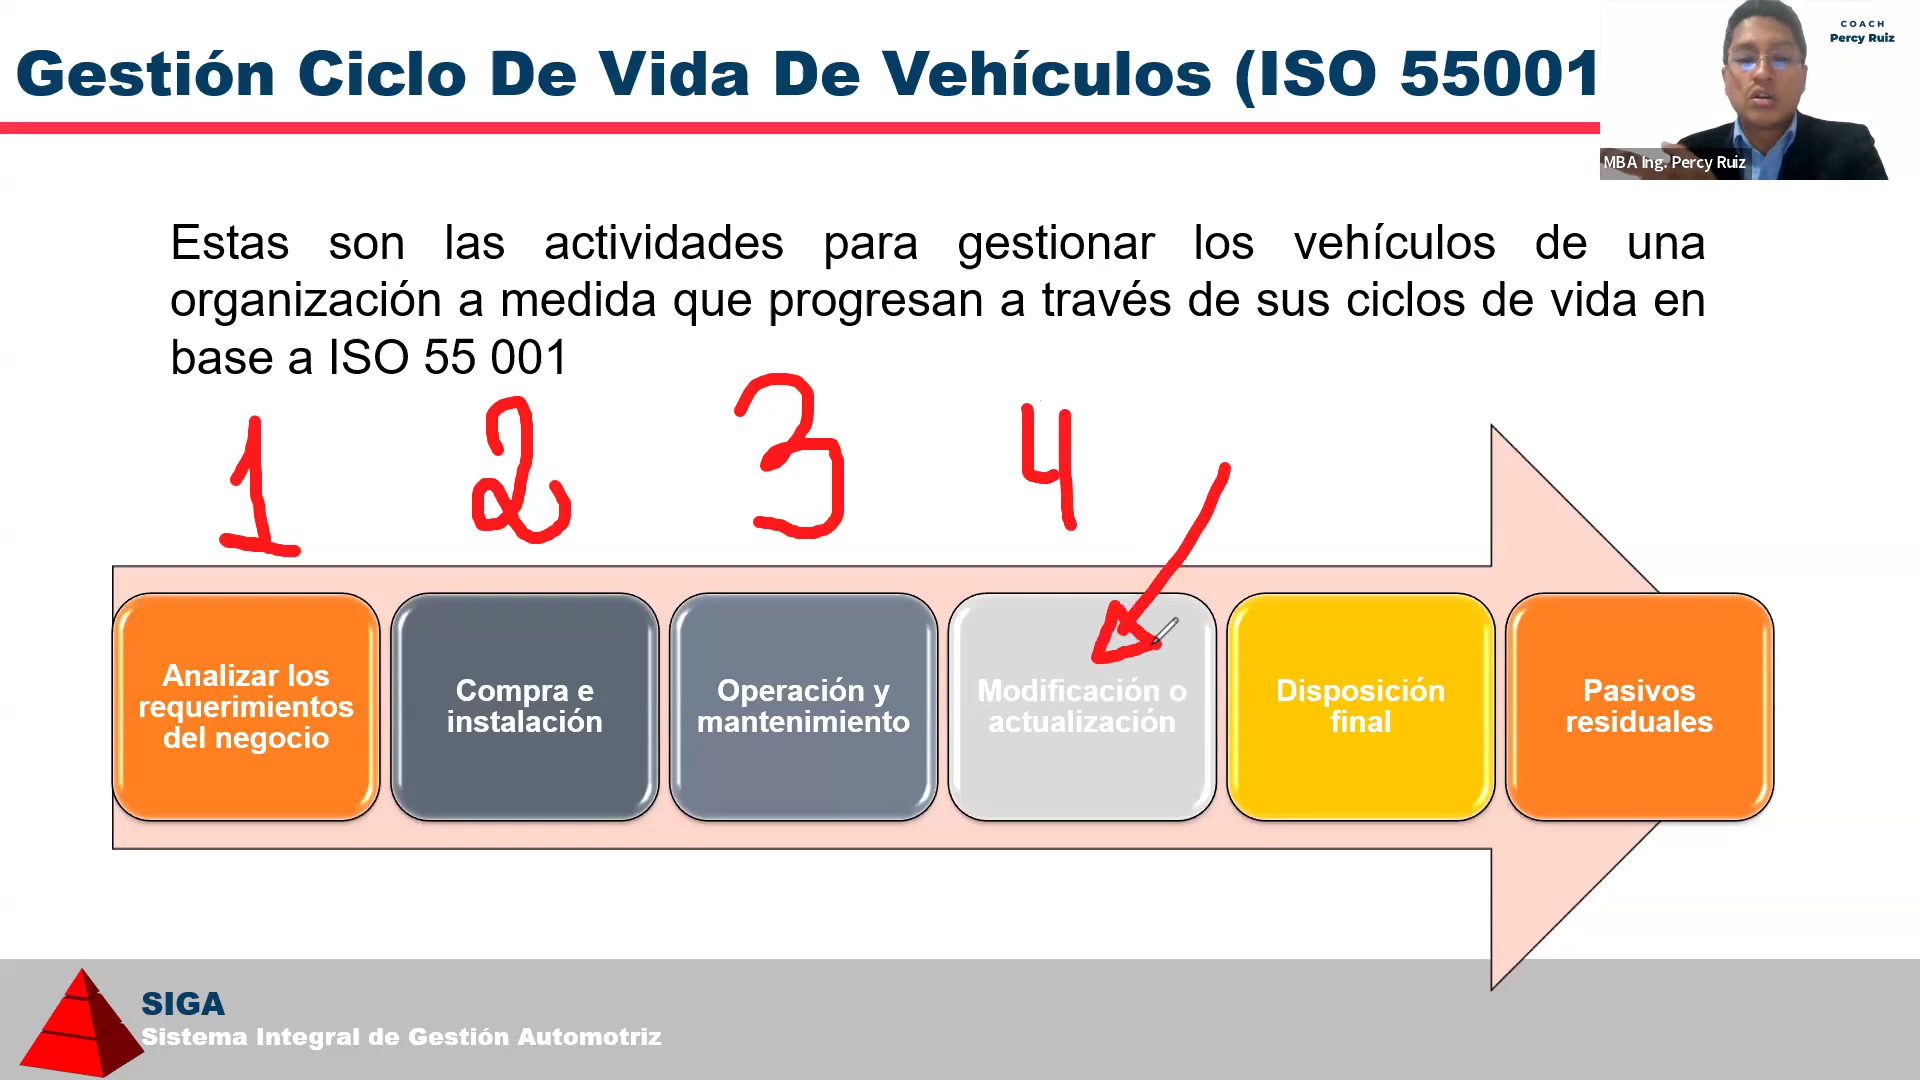 Gestión Ciclo De Vida De Vehículos (ISO 55001
COACH
Percy Ruiz
MBA Ing. Percy Ruiz
Estas son las actividades para gestionar los vehículos de una
organización a medida que progresan a través de sus ciclos de vida en
base a ISO 55 001
1
2
3
4
Analizar los
requerimientos
del negocio
Compra e
instalación
Operación y
mantenimiento
Modificación o
actualización
Disposición
final
Pasivos
residuales
SIGA
Sistema Integral de Gestión Automotriz